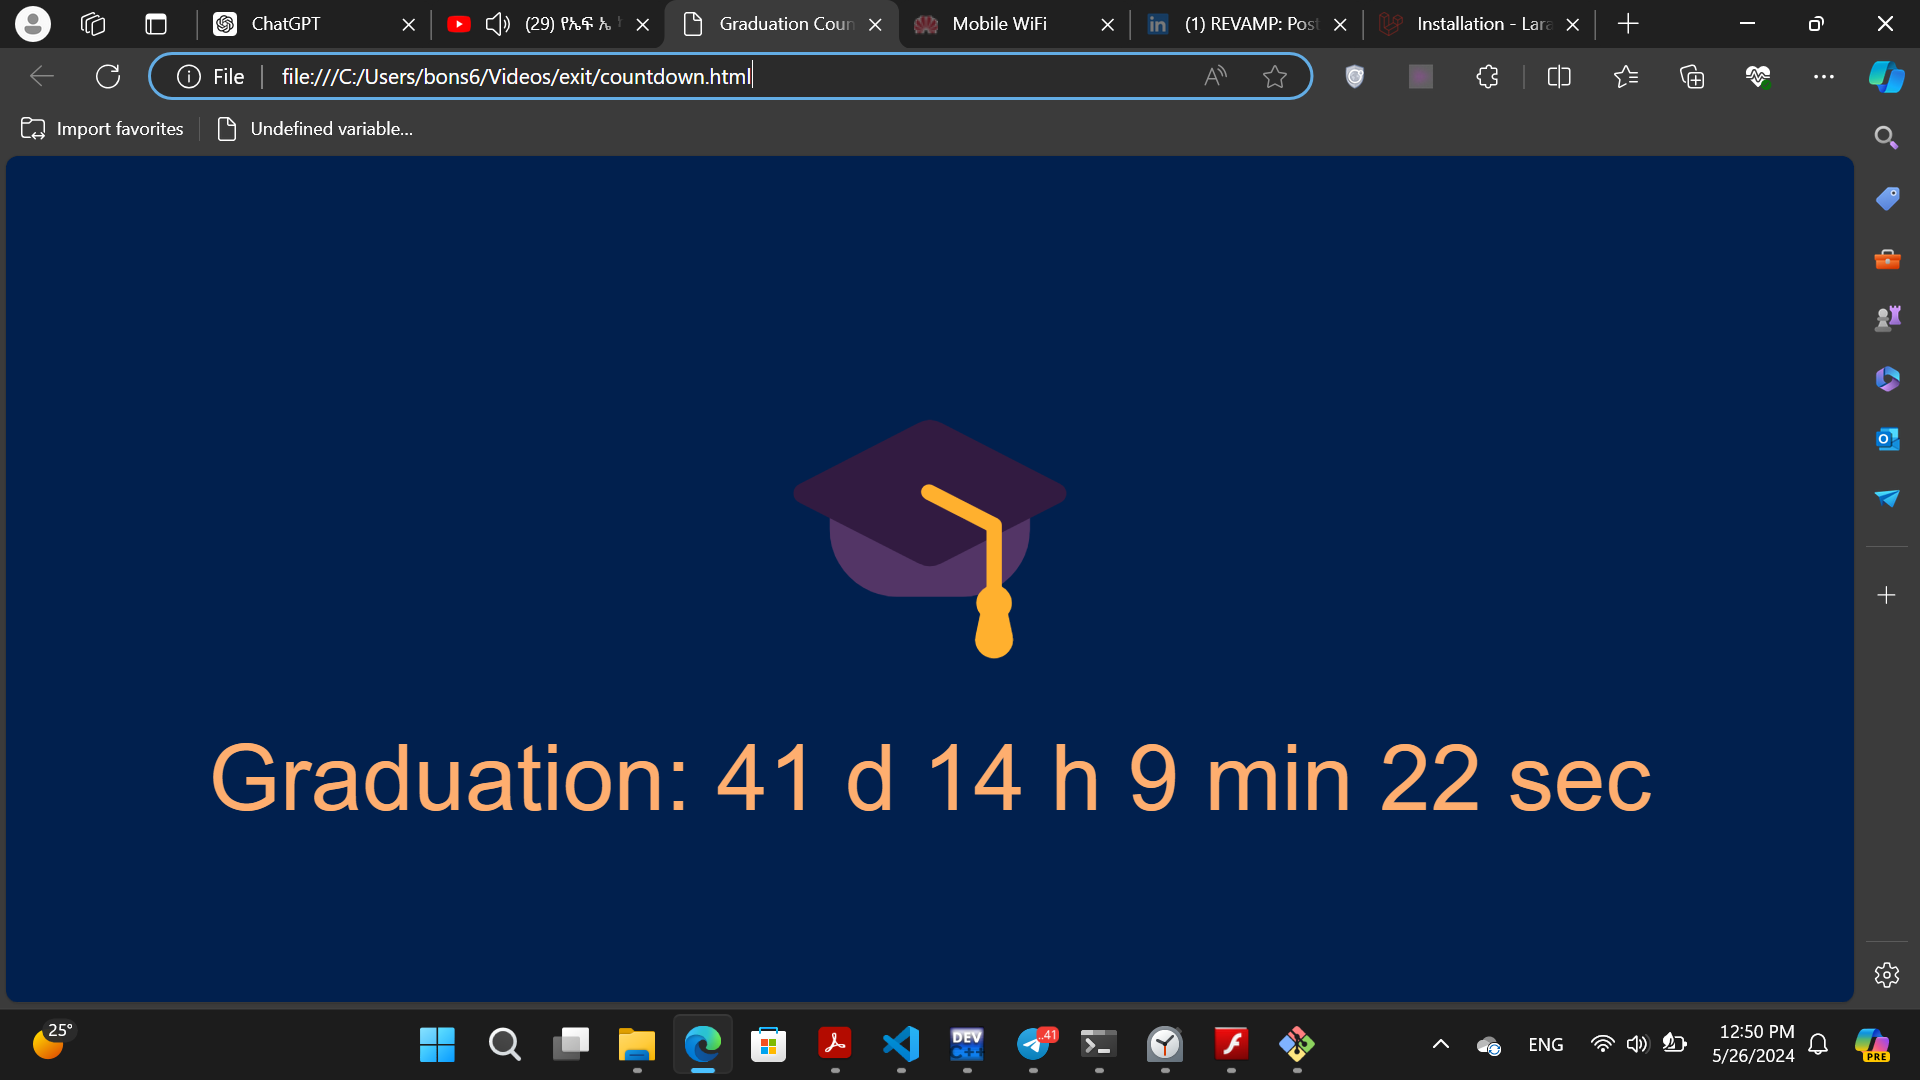 ChatGPT
(29) የኤፍ ኤ
Graduation Coun
Mobile WiFi
(1) REVAMP: Post
Installation - Lara
File
file:///C:/Users/bons6/Videos/exit/countdown.html
Import favorites
Undefined variable...
Graduation: 41 d 14 h 9 min 22 sec
25°
DEV
C++
..41
ENG
12:50 PM
5/26/2024
PRE